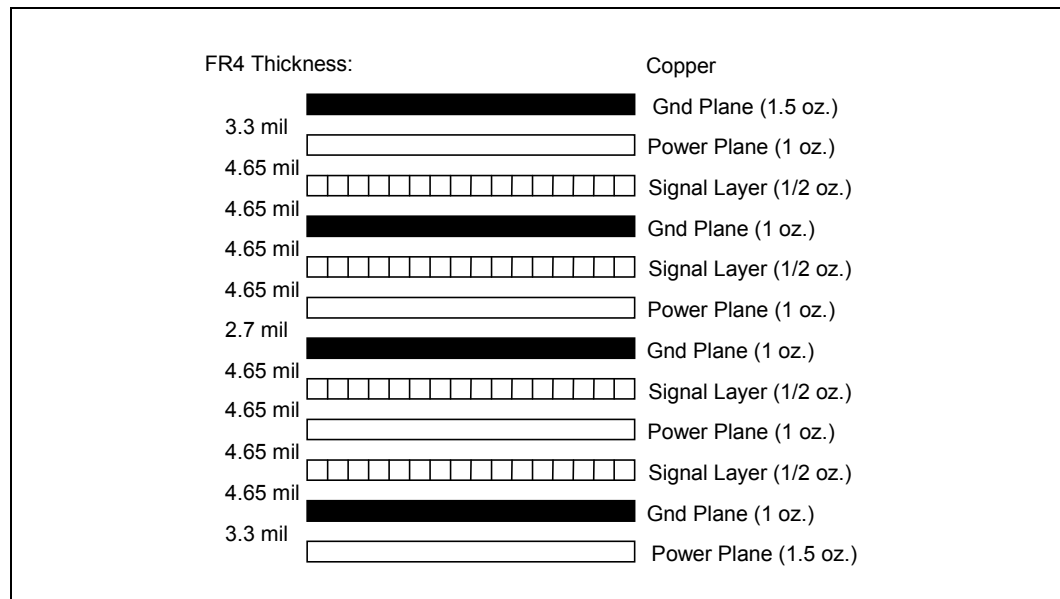 FR4 Thickness: Copper
Gnd Plane (1.5 oz.)
3.3 mil
Power Plane (1 oz.)
4.65 mil
Signal Layer (1/2 oz.)
4.65 mil
Gnd Plane (1 oz.)
4.65 mil
Signal Layer (1/2 oz.)
4.65 mil
Power Plane (1 oz.)
2.7 mil
Gnd Plane (1 oz.)
4.65 mil
Signal Layer (1/2 oz.)
4.65 mil
Power Plane (1 oz.)
4.65 mil
Signal Layer (1/2 oz.)
4.65 mil
Gnd Plane (1 oz.)
3.3 mil
Power Plane (1.5 oz.)